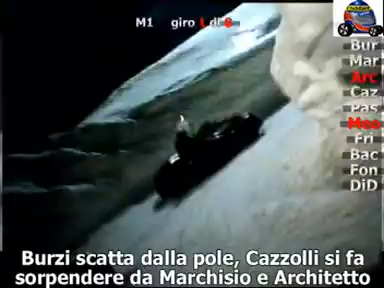 M1 giro 1 di 8
Bur
Mar
Arc
Caz
Pas
Moo
Fri
Bac
Fon
DiD
Burzi scatta dalla pole, Cazzolli si fa
sorpendere da Marchisio e Architetto